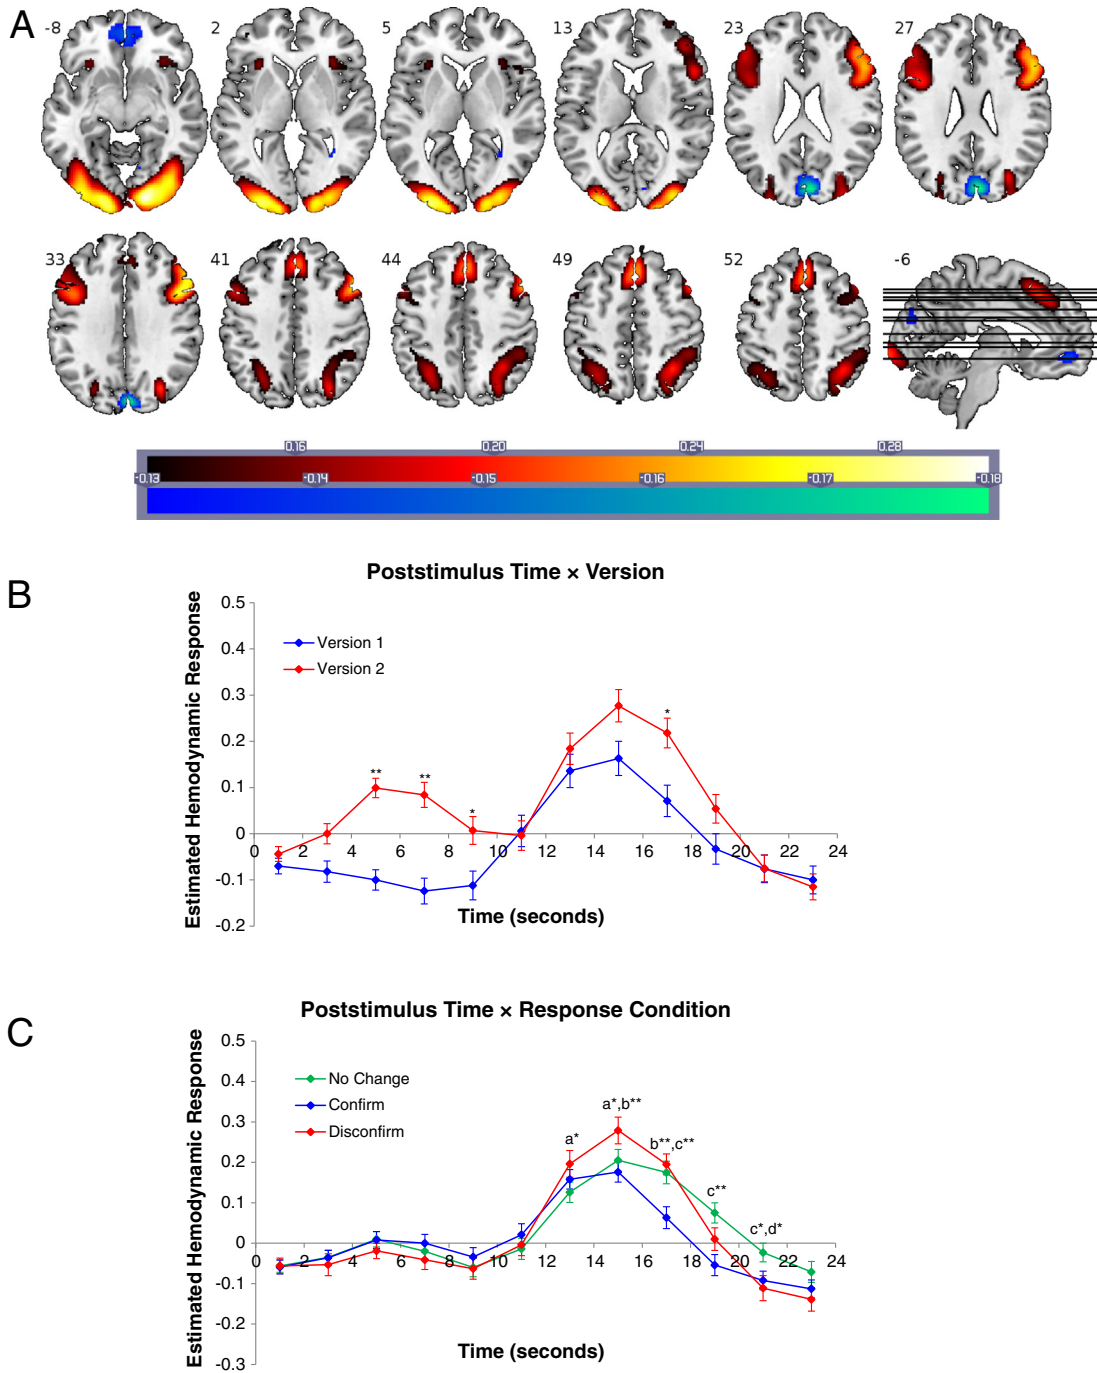 A
-8 2 5 13 23 27
33 41 44 49 52 -6
0.16 0.20 0.24 0.28
-0.13 -0.14 -0.15 -0.16 -0.17 -0.18
B
Poststimulus Time × Version
Estimated Hemodynamic Response
0.5
0.4
0.3
0.2
0.1
0
-0.1
-0.2
Version 1
Version 2
** ** * *
0 2 4 6 8 10 12 14 16 18 20 22 24
Time (seconds)
C
Poststimulus Time × Response Condition
Estimated Hemodynamic Response
0.5
0.4
0.3
0.2
0.1
0
-0.1
-0.2
-0.3
No Change
Confirm
Disconfirm
a* a*,b** b**,c** c** c*,d*
0 2 4 6 8 10 12 14 16 18 20 22 24
Time (seconds)